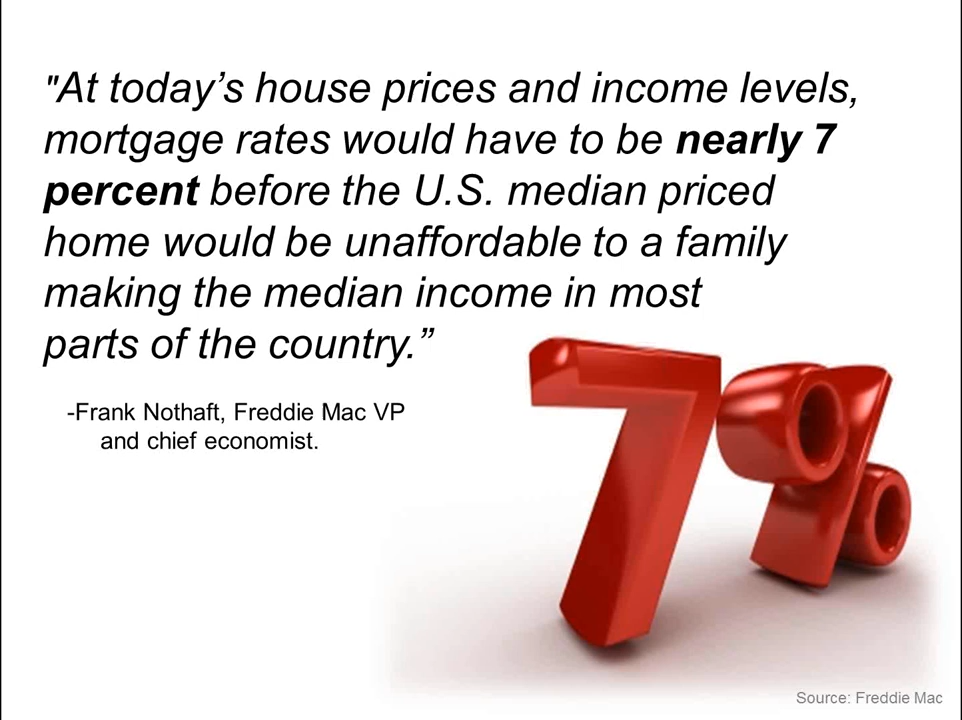 "At today’s house prices and income levels,
mortgage rates would have to be nearly 7
percent before the U.S. median priced
home would be unaffordable to a family
making the median income in most
parts of the country.”
-Frank Nothaft, Freddie Mac VP
and chief economist.
7%
Source: Freddie Mac